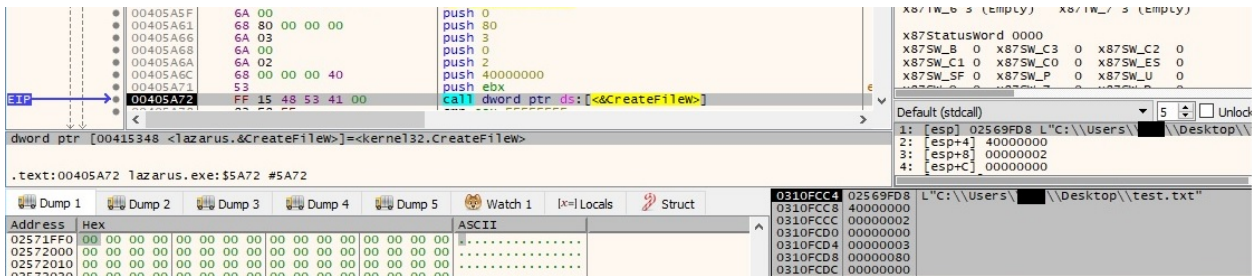 00405A5F 6A 00 push 0
00405A61 68 80 00 00 00 push 80
00405A66 6A 03 push 3
00405A68 6A 00 push 0
00405A6A 6A 02 push 2
00405A6C 68 00 00 00 40 push 40000000
00405A71 53 push ebx
EIP 00405A72 FF 15 48 53 41 00 call dword ptr ds:[<&CreateFileW>]
dword ptr [00415348 <lazarus.&CreateFileW>]=<kernel32.CreateFileW>
.text:00405A72 lazarus.exe:$5A72 #5A72
x87TW_6 3 (Empty) x87TW_7 3 (Empty)
x87StatusWord 0000
x87SW_B 0 x87SW_C3 0 x87SW_C2 0
x87SW_C1 0 x87SW_C0 0 x87SW_ES 0
x87SW_SF 0 x87SW_P 0 x87SW_U 0
Default (stdcall) 5 Unlock
1: [esp] 02569FD8 L"C:\\Users\\ \\Desktop\\
2: [esp+4] 40000000
3: [esp+8] 00000002
4: [esp+C] 00000000
Dump 1 Dump 2 Dump 3 Dump 4 Dump 5 Watch 1 [x=] Locals Struct
Address Hex ASCII
02571FF0 00 00 00 00 00 00 00 00 00 00 00 00 00 00 00 00 ................
02572000 00 00 00 00 00 00 00 00 00 00 00 00 00 00 00 00 ................
02572010 00 00 00 00 00 00 00 00 00 00 00 00 00 00 00 00 ................
0310FCC4 02569FD8 L"C:\\Users\\ \\Desktop\\test.txt"
0310FCC8 40000000
0310FCCC 00000002
0310FCD0 00000000
0310FCD4 00000003
0310FCD8 00000080
0310FCDC 00000000